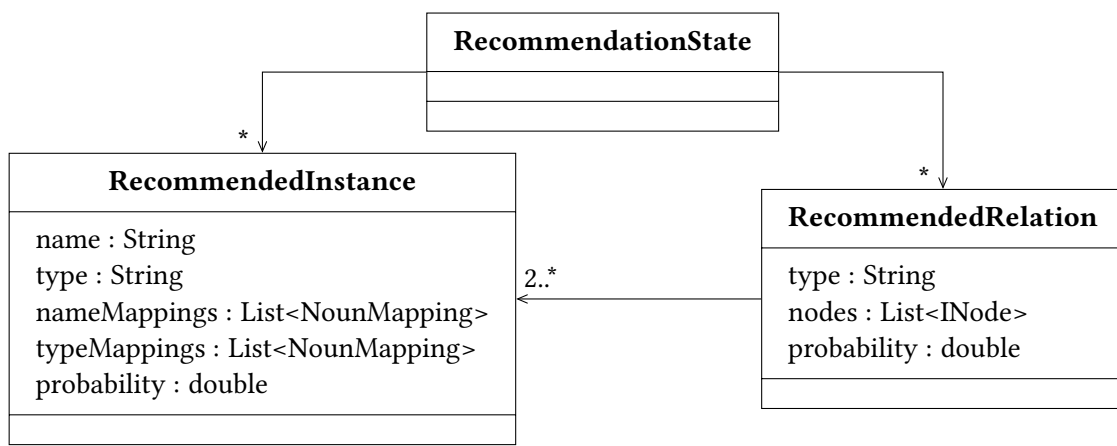 RecommendationState
*
*
RecommendedInstance
name : String
type : String
nameMappings : List<NounMapping>
typeMappings : List<NounMapping>
probability : double
2..*
RecommendedRelation
type : String
nodes : List<INode>
probability : double